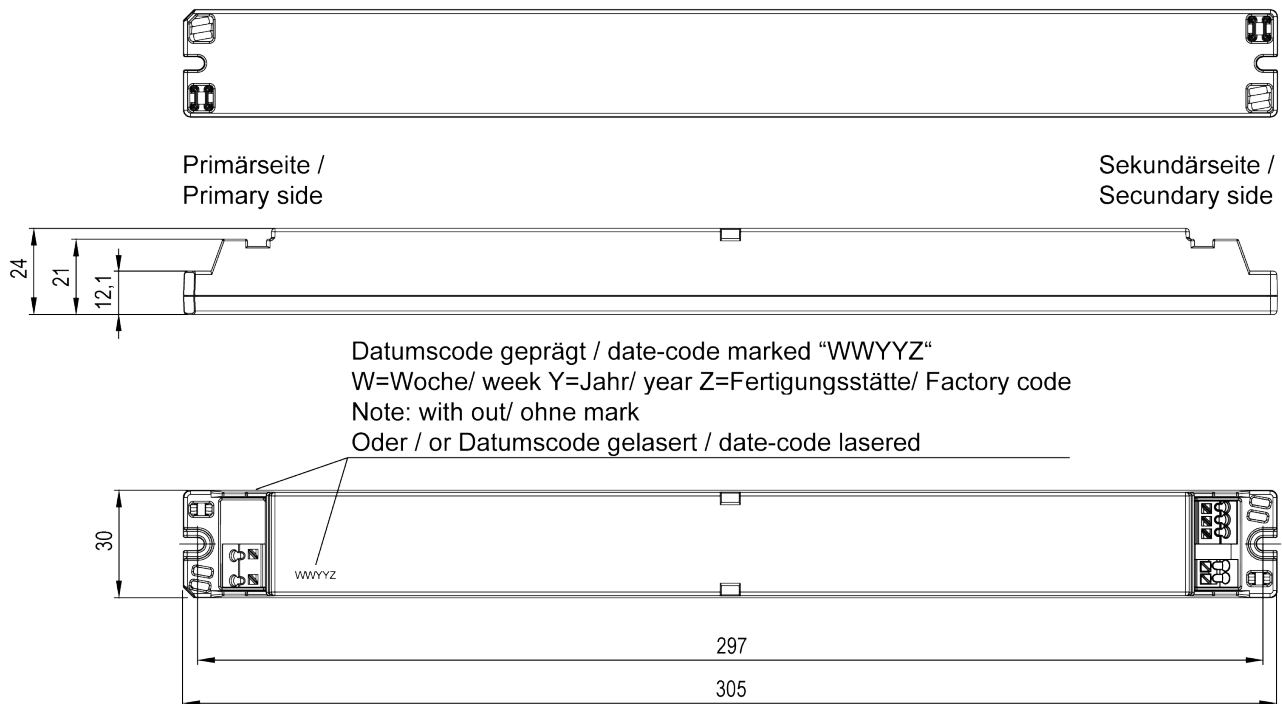 Primärseite /
Primary side
Sekundärseite /
Secundary side
24
21
12,1
Datumscode geprägt / date-code marked “WWYYZ“
W=Woche/ week Y=Jahr/ year Z=Fertigungsstätte/ Factory code
Note: with out/ ohne mark
Oder / or Datumscode gelasert / date-code lasered
30
WWYYZ
297
305